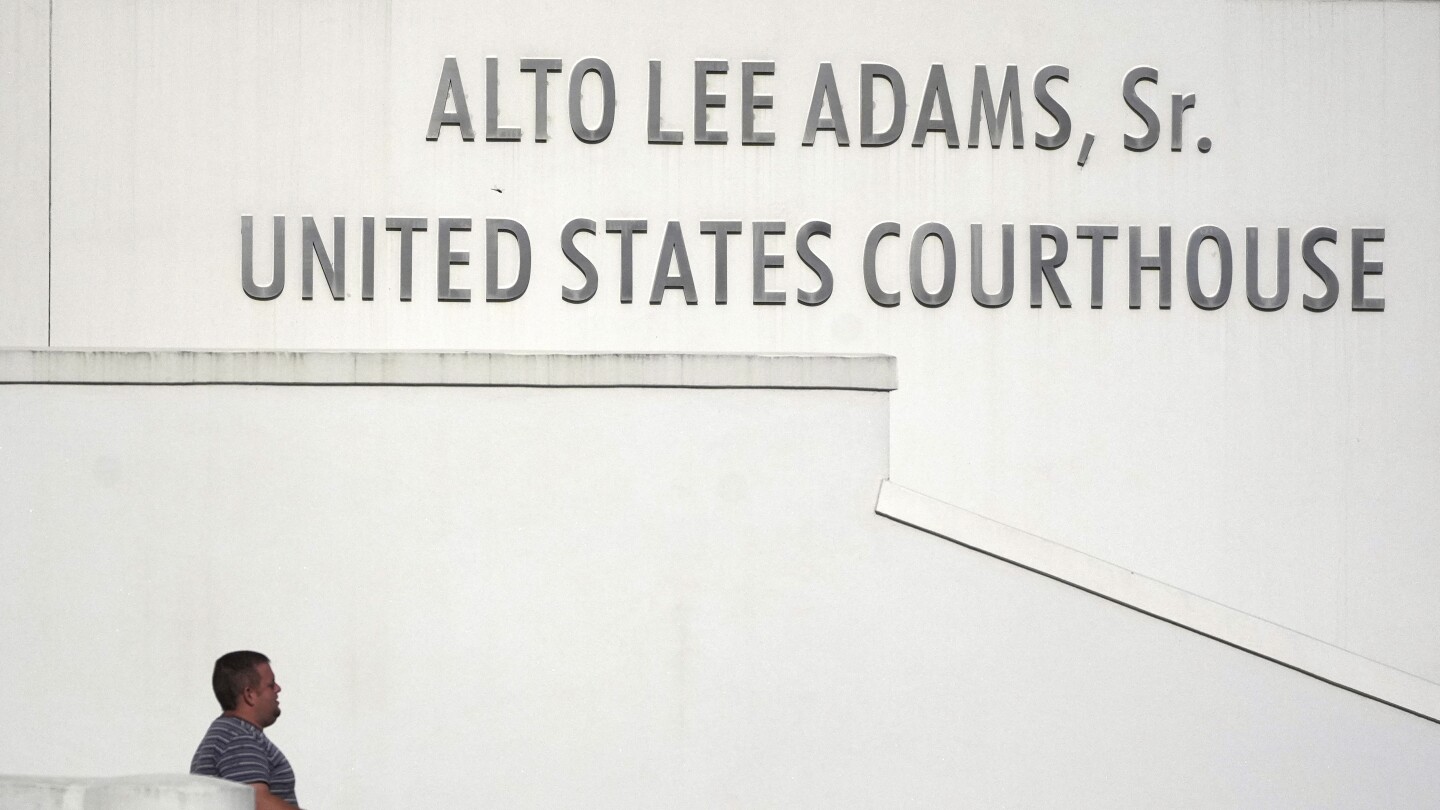 ALTO LEE ADAMS, Sr.
UNITED STATES COURTHOUSE